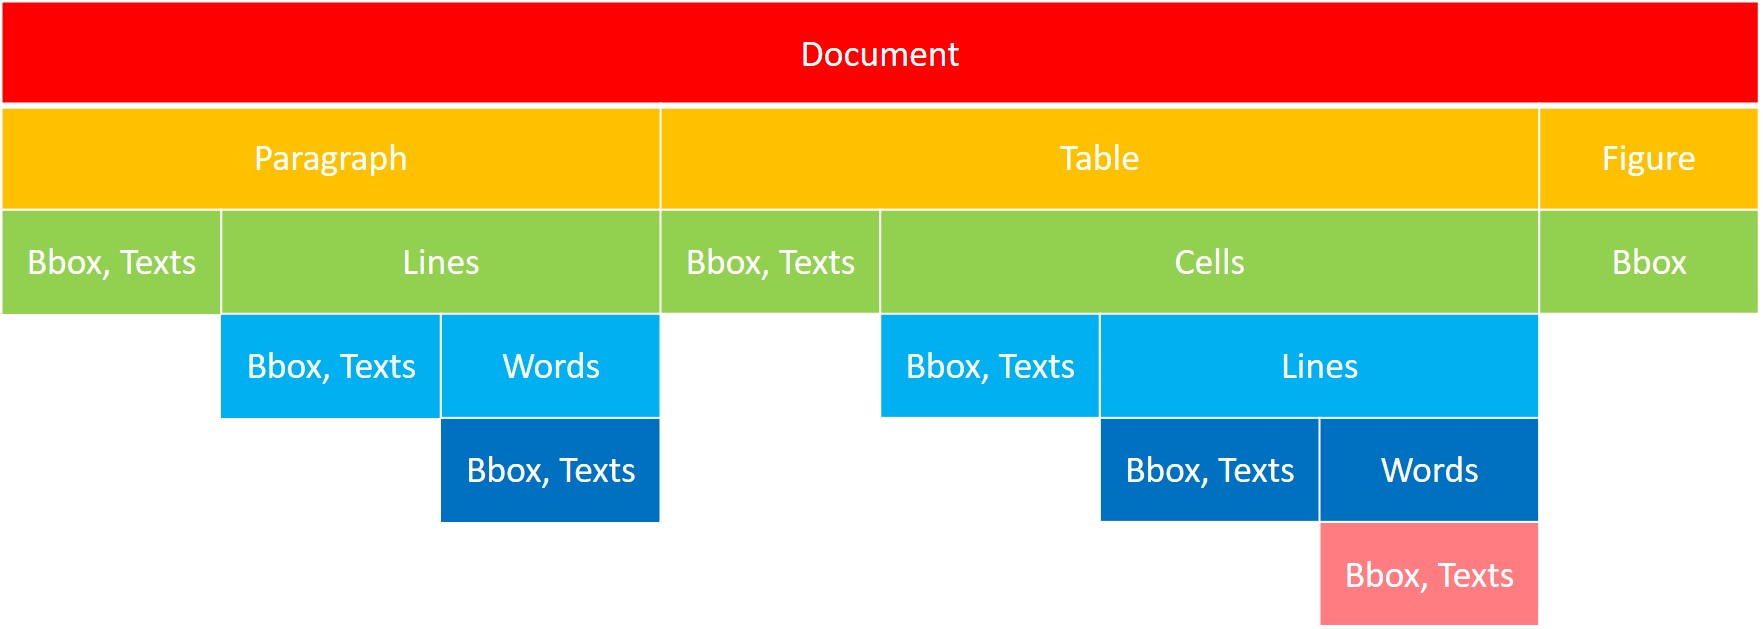 Document
Paragraph
Table
Figure
Bbox, Texts
Lines
Bbox, Texts
Cells
Bbox
Bbox, Texts
Words
Bbox, Texts
Lines
Bbox, Texts
Bbox, Texts
Words
Bbox, Texts